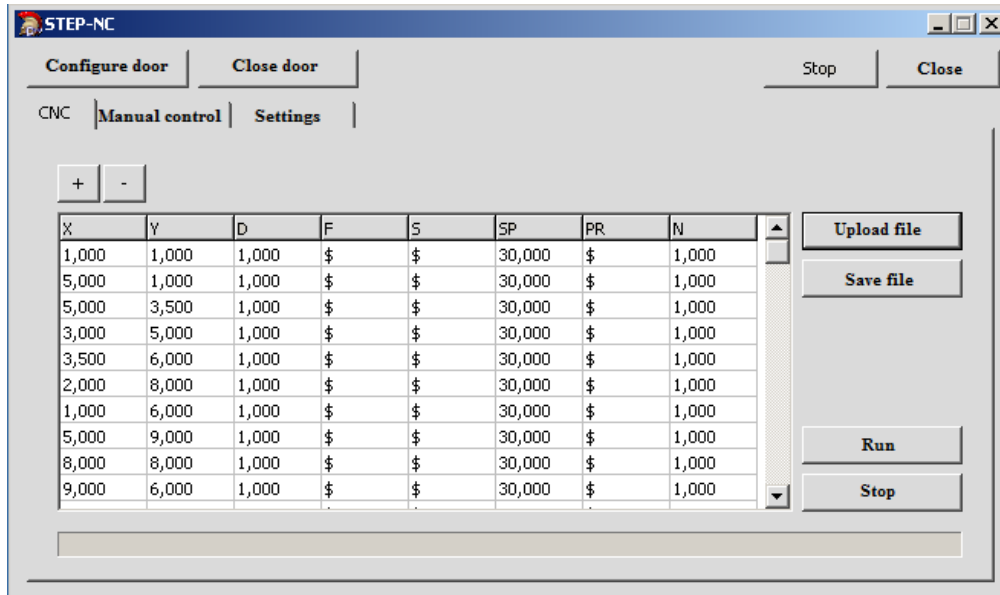 STEP-NC
Configure door Close door Stop Close
CNC Manual control Settings
+ -
X Y D F S SP PR N
1,000 1,000 1,000 $ $ 30,000 $ 1,000
5,000 1,000 1,000 $ $ 30,000 $ 1,000
5,000 3,500 1,000 $ $ 30,000 $ 1,000
3,000 5,000 1,000 $ $ 30,000 $ 1,000
3,500 6,000 1,000 $ $ 30,000 $ 1,000
2,000 8,000 1,000 $ $ 30,000 $ 1,000
1,000 6,000 1,000 $ $ 30,000 $ 1,000
5,000 9,000 1,000 $ $ 30,000 $ 1,000
8,000 8,000 1,000 $ $ 30,000 $ 1,000
9,000 6,000 1,000 $ $ 30,000 $ 1,000
Upload file
Save file
Run
Stop